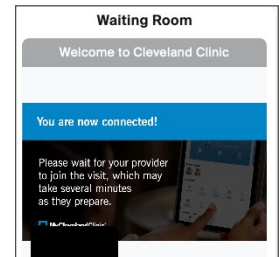 Waiting Room
Welcome to Cleveland Clinic
You are now connected!
Please wait for your provider
to join the visit, which may
take several minutes
as they prepare.
MyClevelandClinic®